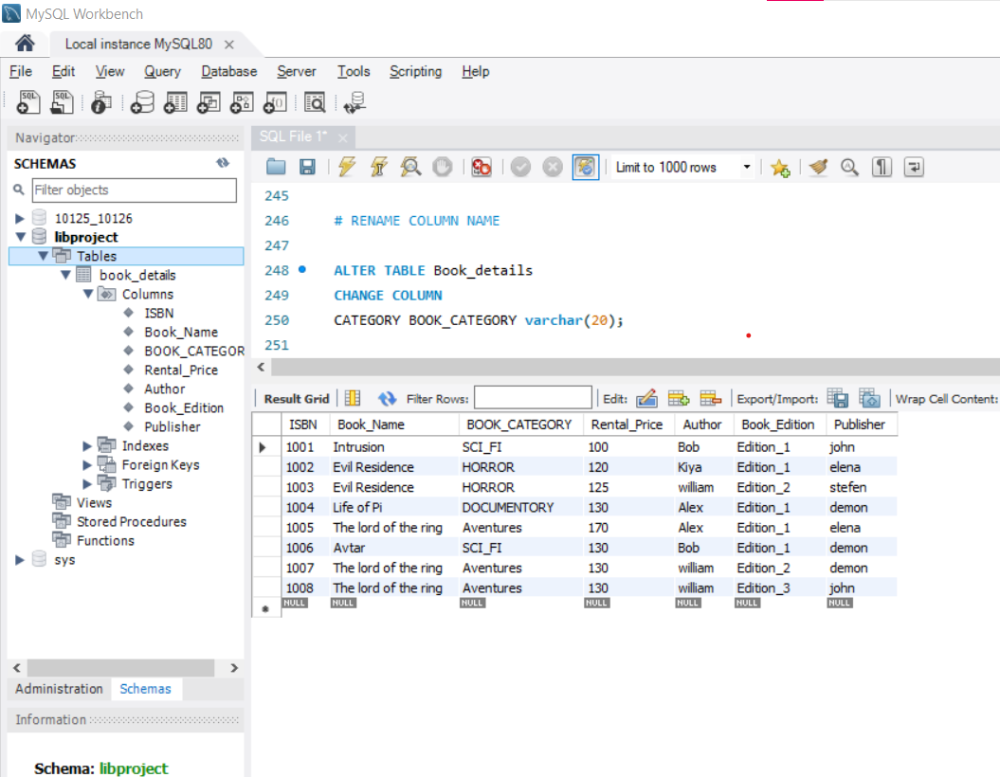 MySQL Workbench
Local instance MySQL80
File Edit View Query Database Server Tools Scripting Help
Navigator
SCHEMAS
Filter objects
10125_10126
libproject
Tables
book_details
Columns
ISBN
Book_Name
BOOK_CATEGOR
Rental_Price
Author
Book_Edition
Publisher
Indexes
Foreign Keys
Triggers
Views
Stored Procedures
Functions
sys
Administration Schemas
Information
Schema: libproject
SQL File 1*
Limit to 1000 rows
245
246 # RENAME COLUMN NAME
247
248 ALTER TABLE Book_details
249 CHANGE COLUMN
250 CATEGORY BOOK_CATEGORY varchar(20);
251
Result Grid Filter Rows: Edit: Export/Import: Wrap Cell Content:
ISBN Book_Name BOOK_CATEGORY Rental_Price Author Book_Edition Publisher
1001 Intrusion SCI_FI 100 Bob Edition_1 john
1002 Evil Residence HORROR 120 Kiya Edition_1 elena
1003 Evil Residence HORROR 125 william Edition_2 stefen
1004 Life of Pi DOCUMENTORY 130 Alex Edition_1 demon
1005 The lord of the ring Aventures 170 Alex Edition_1 elena
1006 Avtar SCI_FI 130 Bob Edition_1 demon
1007 The lord of the ring Aventures 130 william Edition_2 demon
1008 The lord of the ring Aventures 130 william Edition_3 john
NULL NULL NULL NULL NULL NULL NULL